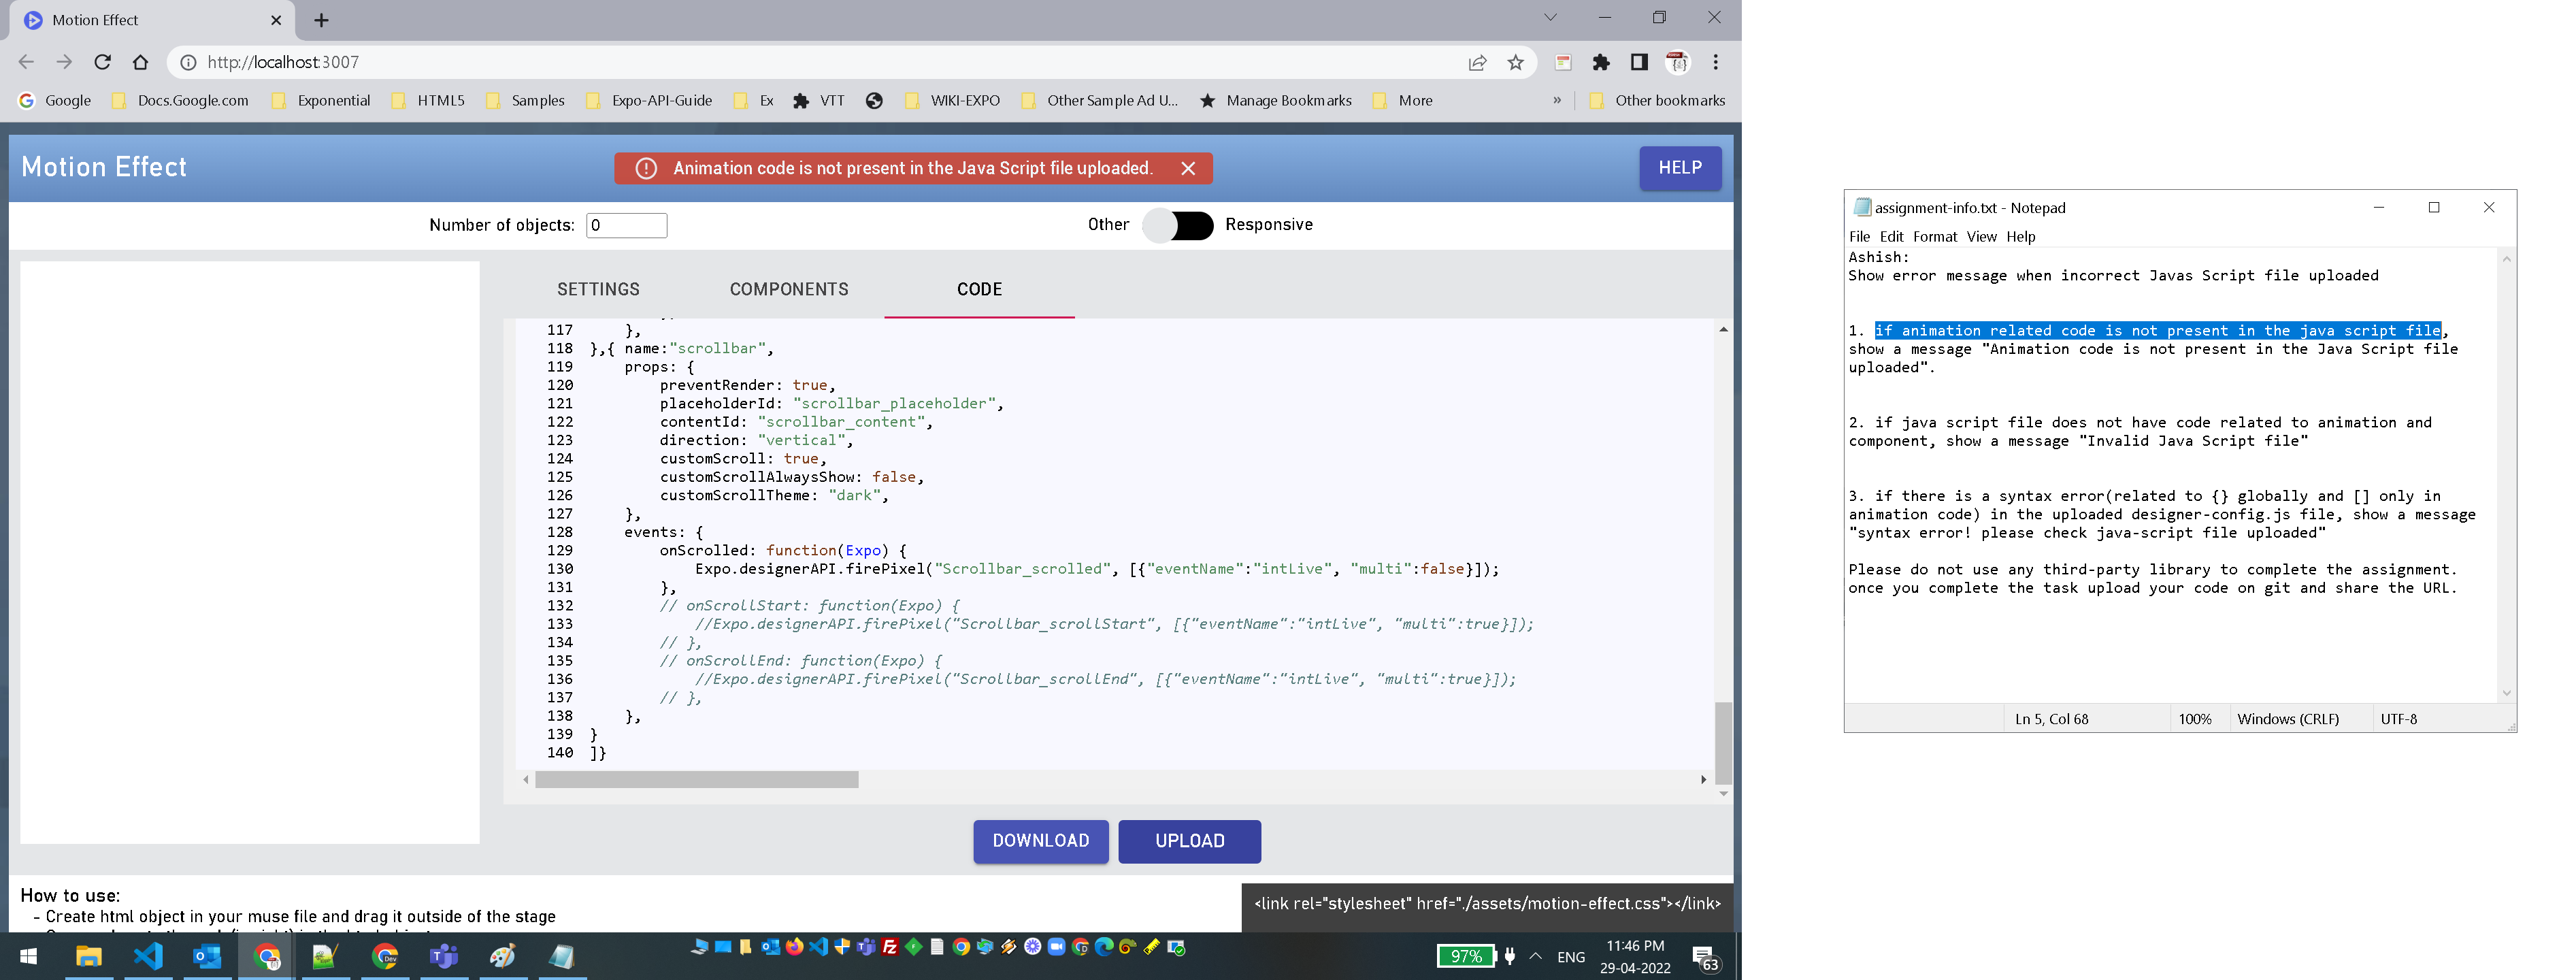 Motion Effect
http://localhost:3007
Google
Docs.Google.com
Exponential
HTML5
Samples
Expo-API-Guide
Ex
VTT
WIKI-EXPO
Other Sample Ad U...
Manage Bookmarks
More
»
Other bookmarks
Motion Effect
Animation code is not present in the Java Script file uploaded.
HELP
Number of objects: 0
Other
Responsive
SETTINGS
COMPONENTS
CODE
117 },
118 },{ name:"scrollbar",
119 props: {
120 preventRender: true,
121 placeholderId: "scrollbar_placeholder",
122 contentId: "scrollbar_content",
123 direction: "vertical",
124 customScroll: true,
125 customScrollAlwaysShow: false,
126 customScrollTheme: "dark",
127 },
128 events: {
129 onScrolled: function(Expo) {
130 Expo.designerAPI.firePixel("Scrollbar_scrolled", [{"eventName":"intLive", "multi":false}]);
131 },
132 // onScrollStart: function(Expo) {
133 //Expo.designerAPI.firePixel("Scrollbar_scrollStart", [{"eventName":"intLive", "multi":true}]);
134 // },
135 // onScrollEnd: function(Expo) {
136 //Expo.designerAPI.firePixel("Scrollbar_scrollEnd", [{"eventName":"intLive", "multi":true}]);
137 // },
138 },
139 }
140 ]}
DOWNLOAD
UPLOAD
How to use:
- Create html object in your muse file and drag it outside of the stage
<link rel="stylesheet" href="./assets/motion-effect.css"></link>
97%
ENG
11:46 PM
29-04-2022
63
assignment-info.txt - Notepad
File Edit Format View Help
Ashish:
Show error message when incorrect Javas Script file uploaded
1. if animation related code is not present in the java script file,
show a message "Animation code is not present in the Java Script file
uploaded".
2. if java script file does not have code related to animation and
component, show a message "Invalid Java Script file"
3. if there is a syntax error(related to {} globally and [] only in
animation code) in the uploaded designer-config.js file, show a message
"syntax error! please check java-script file uploaded"
Please do not use any third-party library to complete the assignment.
once you complete the task upload your code on git and share the URL.
Ln 5, Col 68
100%
Windows (CRLF)
UTF-8